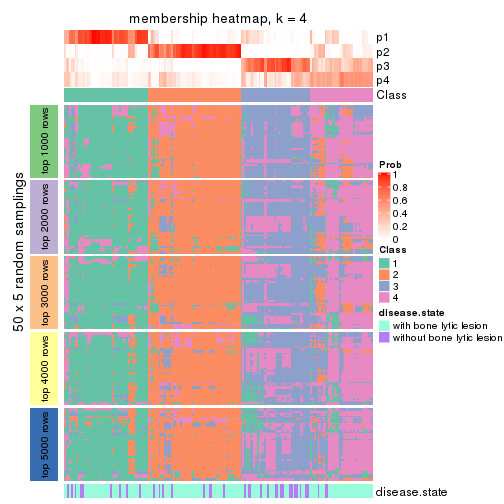 membership heatmap, k = 4
p1
p2
p3
p4
Class
50 x 5 random samplings
top 1000 rows
top 2000 rows
top 3000 rows
top 4000 rows
top 5000 rows
disease.state
Prob
1
0.8
0.6
0.4
0.2
0
Class
1
2
3
4
disease.state
with bone lytic lesion
without bone lytic lesion